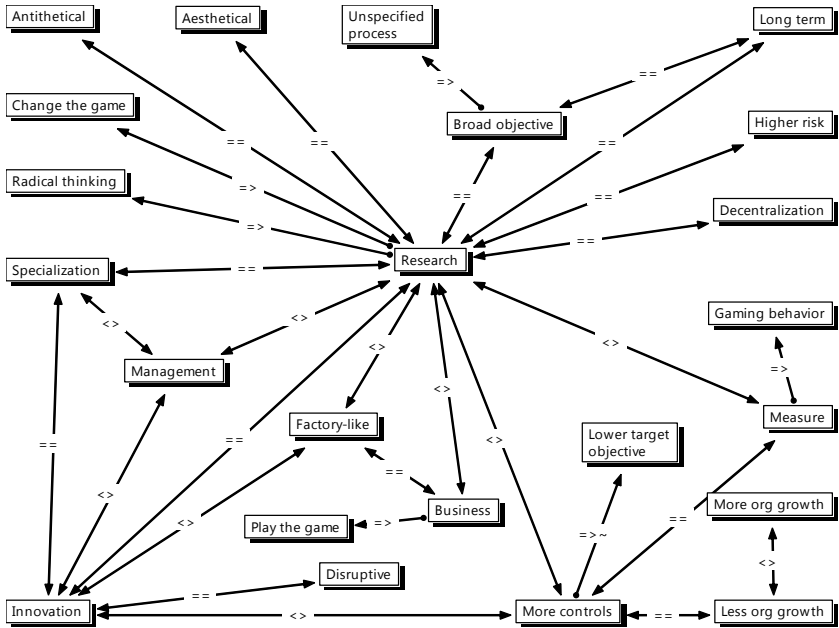 Antithetical
Aesthetical
Unspecified
process
Long term
=>
==
Change the game
Broad objective
Higher risk
==
==
==
Radical thinking
=>
==
==
Decentralization
=>
==
Research
Specialization
==
<>
<>
Gaming behavior
<>
<>
Management
=>
<>
Factory-like
Measure
==
==
<>
Lower target
objective
==
<>
Business
More org growth
<>
Play the game
=>
==
=>~
<>
Disruptive
==
Innovation
<>
More controls
==
Less org growth